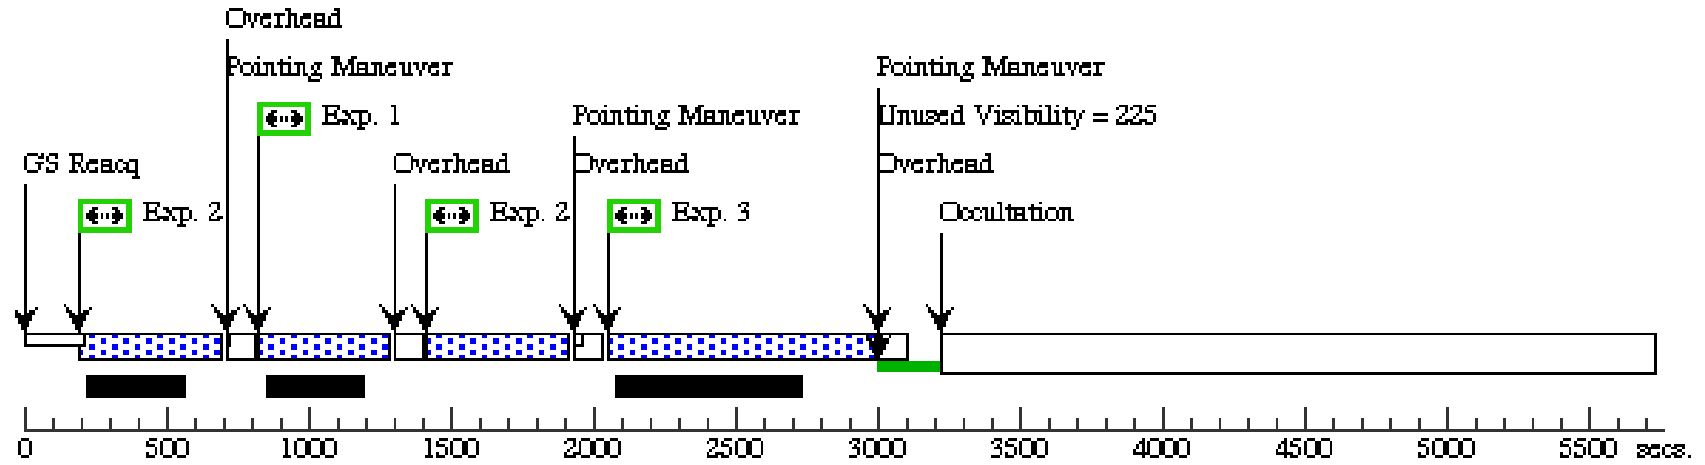 Overhead
Pointing Maneuver
Pointing Maneuver
Exp. 1
Pointing Maneuver
Unused Visibility = 225
GS Reacq
Overhead
Overhead
Overhead
Exp. 2
Exp. 2
Exp. 3
Occultation
0 500 1000 1500 2000 2500 3000 3500 4000 4500 5000 5500 secs.